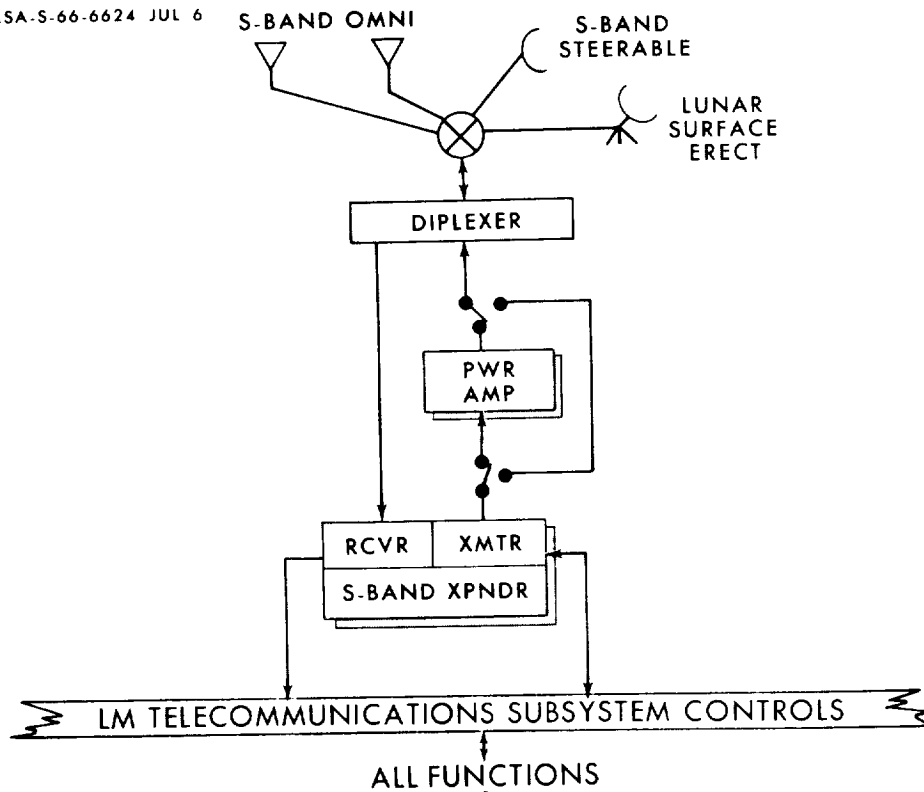 SA-S-66-6624 JUL 6
S-BAND OMNI
S-BAND
STEERABLE
LUNAR
SURFACE
ERECT
DIPLEXER
PWR
AMP
RCVR
XMTR
S-BAND XPNDR
LM TELECOMMUNICATIONS SUBSYSTEM CONTROLS
ALL FUNCTIONS